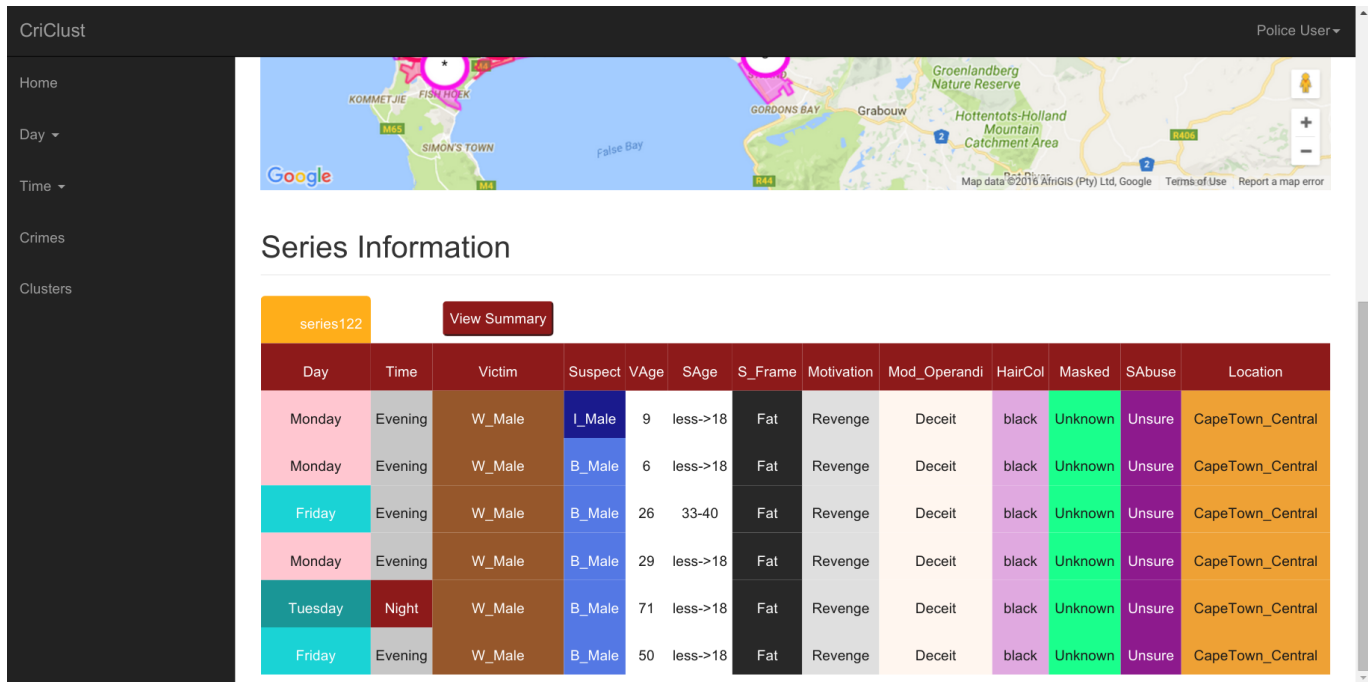 CriClust
Police User
Home
Day
Time
Crimes
Clusters
*
M4
KOMMETJIE
FISH HOEK
M65
SIMON'S TOWN
False Bay
Google
M4
GORDONS BAY
Grabouw
Groenlandberg
Nature Reserve
Hottentots-Holland
Mountain
Catchment Area
2
R406
2
R44
+
−
Map data ©2016 AfriGIS (Pty) Ltd, Google Terms of Use Report a map error
Series Information
series122
View Summary
Day Time Victim Suspect VAge SAge S_Frame Motivation Mod_Operandi HairCol Masked SAbuse Location
Monday Evening W_Male I_Male 9 less->18 Fat Revenge Deceit black Unknown Unsure CapeTown_Central
Monday Evening W_Male B_Male 6 less->18 Fat Revenge Deceit black Unknown Unsure CapeTown_Central
Friday Evening W_Male B_Male 26 33-40 Fat Revenge Deceit black Unknown Unsure CapeTown_Central
Monday Evening W_Male B_Male 29 less->18 Fat Revenge Deceit black Unknown Unsure CapeTown_Central
Tuesday Night W_Male B_Male 71 less->18 Fat Revenge Deceit black Unknown Unsure CapeTown_Central
Friday Evening W_Male B_Male 50 less->18 Fat Revenge Deceit black Unknown Unsure CapeTown_Central